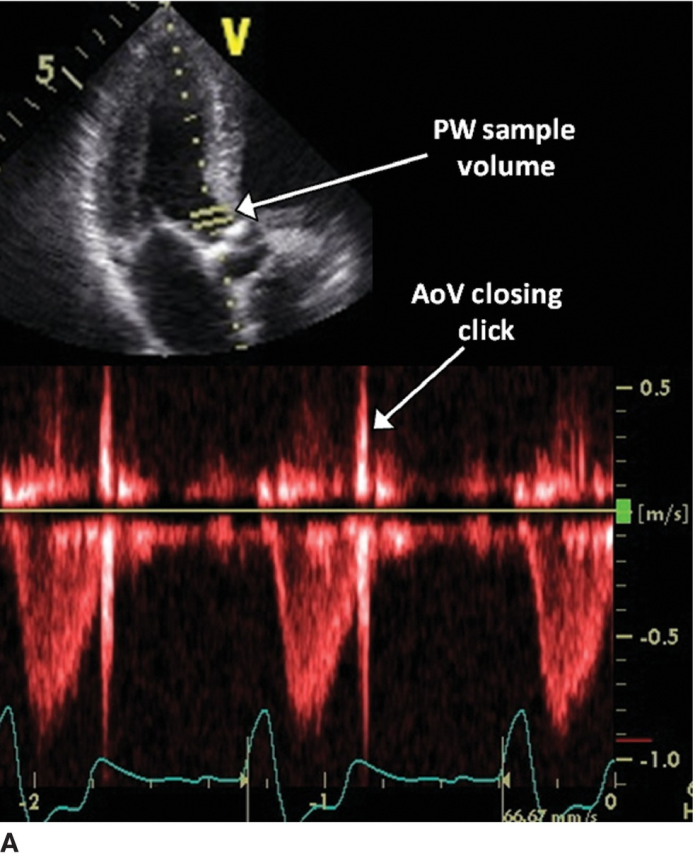 V
5
PW sample
volume
AoV closing
click
0.5
[m/s]
-0.5
-1.0
-2
-1
0
66.67 mm/s
A